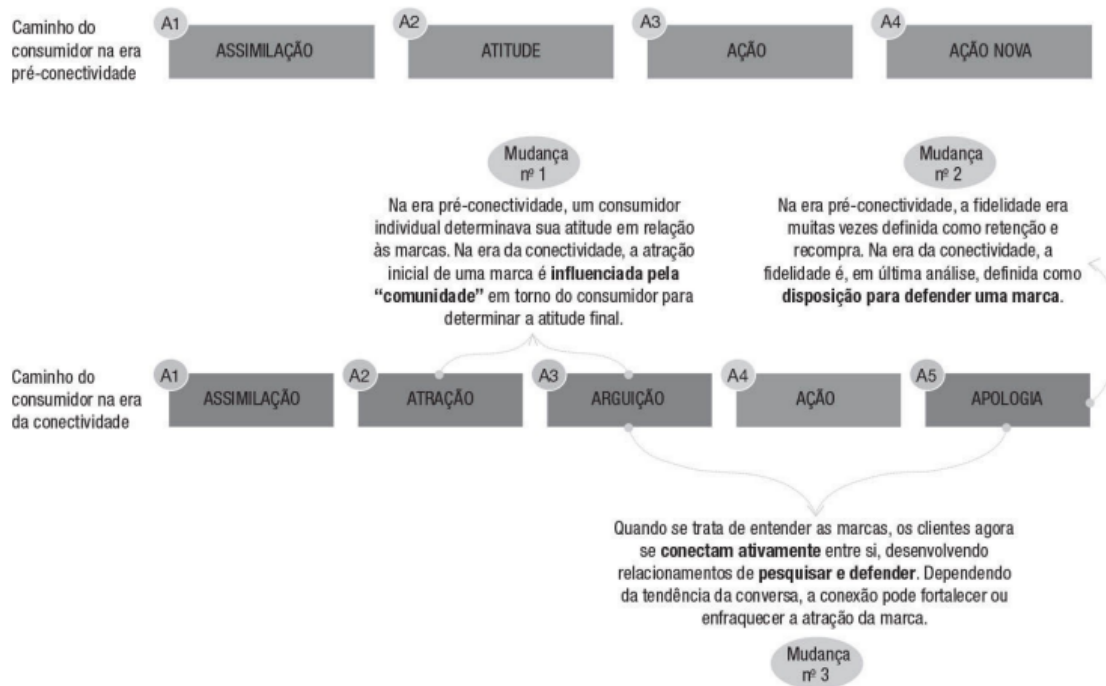 Caminho do
consumidor na era
pré-conectividade
A1
ASSIMILAÇÃO
A2
ATITUDE
A3
AÇÃO
A4
AÇÃO NOVA
Mudança
nº 1
Na era pré-conectividade, um consumidor
individual determinava sua atitude em relação
às marcas. Na era da conectividade, a atração
inicial de uma marca é influenciada pela
“comunidade” em torno do consumidor para
determinar a atitude final.
Mudança
nº 2
Na era pré-conectividade, a fidelidade era
muitas vezes definida como retenção e
recompra. Na era da conectividade, a
fidelidade é, em última análise, definida como
disposição para defender uma marca.
Caminho do
consumidor na era
da conectividade
A1
ASSIMILAÇÃO
A2
ATRAÇÃO
A3
ARGUIÇÃO
A4
AÇÃO
A5
APOLOGIA
Quando se trata de entender as marcas, os clientes agora
se conectam ativamente entre si, desenvolvendo
relacionamentos de pesquisar e defender. Dependendo
da tendência da conversa, a conexão pode fortalecer ou
enfraquecer a atração da marca.
Mudança
nº 3